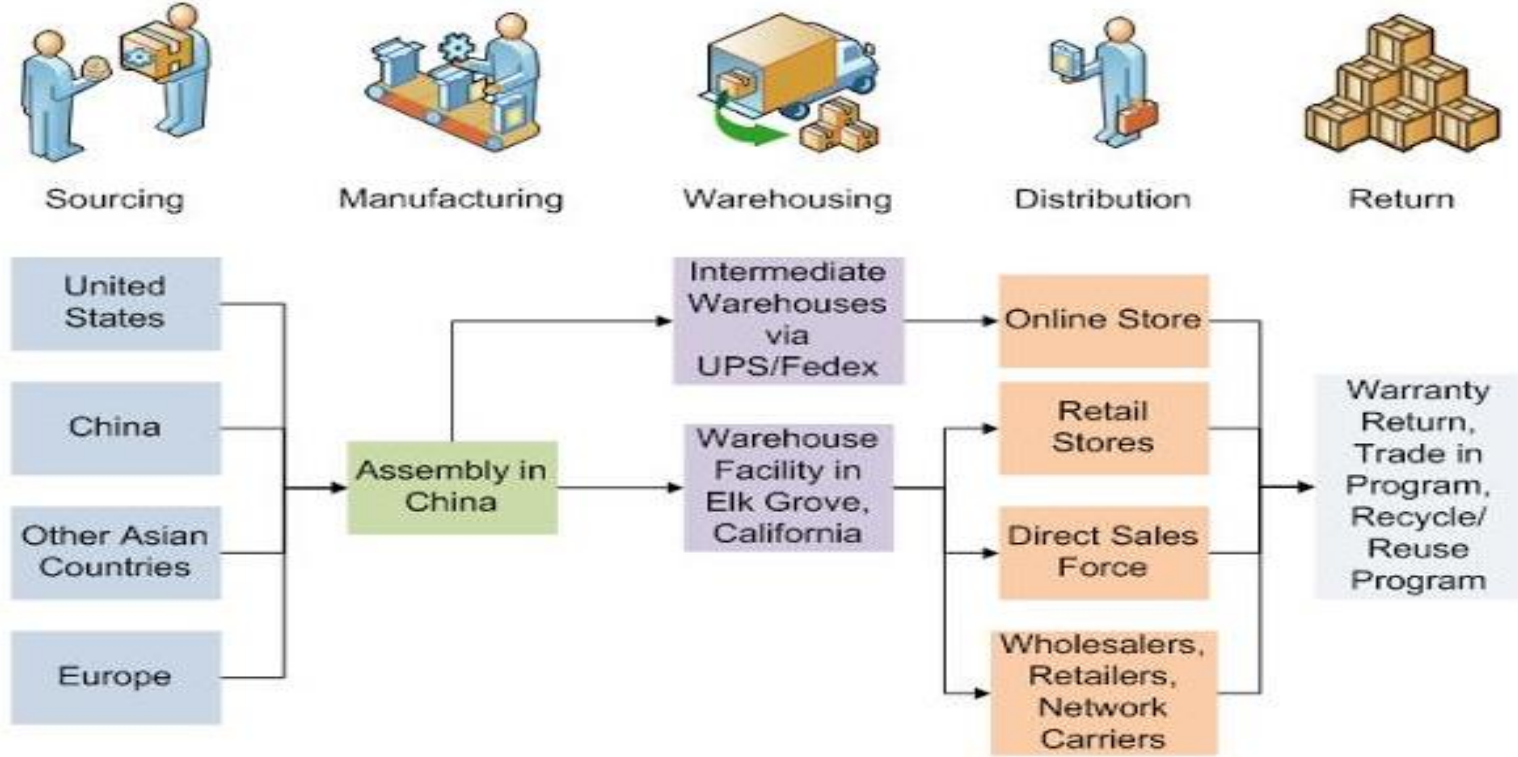 Sourcing
Manufacturing
Warehousing
Distribution
Return
United
States
China
Other Asian
Countries
Europe
Assembly in
China
Intermediate
Warehouses
via
UPS/Fedex
Warehouse
Facility in
Elk Grove,
California
Online Store
Retail
Stores
Direct Sales
Force
Wholesalers,
Retailers,
Network
Carriers
Warranty
Return,
Trade in
Program,
Recycle/
Reuse
Program